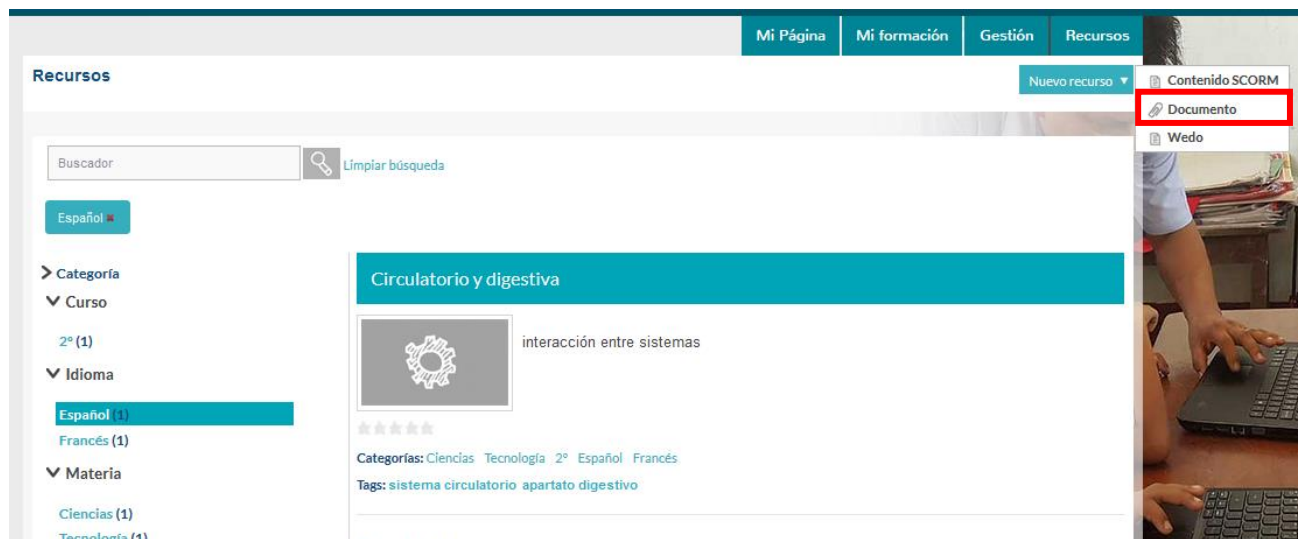 Mi Página Mi formación Gestión Recursos
Recursos
Nuevo recurso
Contenido SCORM
Documento
Wedo
Buscador
Limpiar búsqueda
Español
Categoría
Curso
2º (1)
Idioma
Español (1)
Francés (1)
Materia
Ciencias (1)
Tecnología (1)
Circulatorio y digestiva
interacción entre sistemas
Categorías: Ciencias Tecnología 2º Español Francés
Tags: sistema circulatorio apartato digestivo